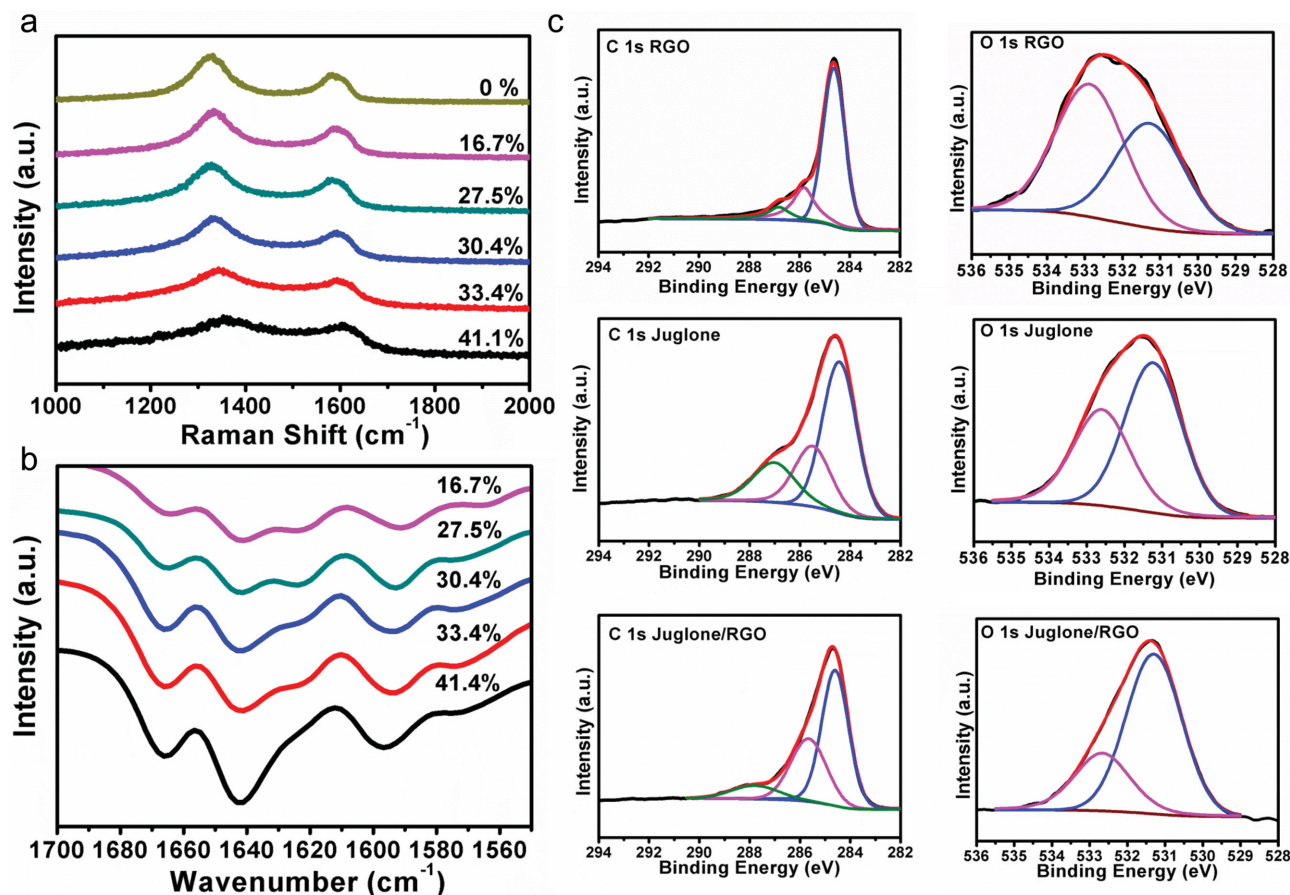 a
Intensity (a.u.)
0 %
16.7%
27.5%
30.4%
33.4%
41.1%
1000 1200 1400 1600 1800 2000
Raman Shift (cm⁻¹)
b
Intensity (a.u.)
16.7%
27.5%
30.4%
33.4%
41.4%
1700 1680 1660 1640 1620 1600 1580 1560
Wavenumber (cm⁻¹)
c
C 1s RGO
Intensity (a.u.)
294 292 290 288 286 284 282
Binding Energy (eV)
O 1s RGO
Intensity (a.u.)
536 535 534 533 532 531 530 529 528
Binding Energy (eV)
C 1s Juglone
Intensity (a.u.)
294 292 290 288 286 284 282
Binding Energy (eV)
O 1s Juglone
Intensity (a.u.)
536 535 534 533 532 531 530 529 528
Binding Energy (eV)
C 1s Juglone/RGO
Intensity (a.u.)
294 292 290 288 286 284 282
Binding Energy (eV)
O 1s Juglone/RGO
Intensity (a.u.)
536 535 534 533 532 531 530 529 528
Binding Energy (eV)